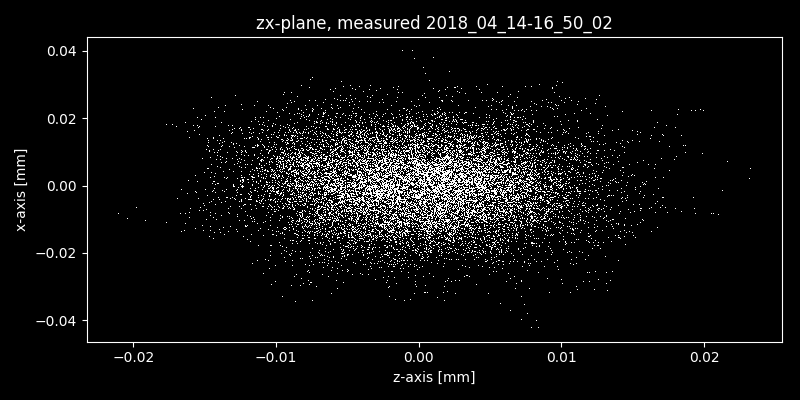 zx-plane, measured 2018_04_14-16_50_02
0.04
0.02
0.00
−0.02
−0.04
x-axis [mm]
−0.02 −0.01 0.00 0.01 0.02
z-axis [mm]